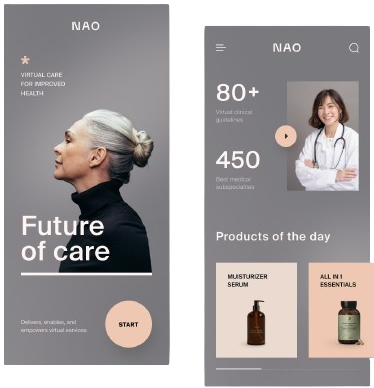 NAO
*
VIRTUAL CARE
FOR IMPROVED
HEALTH
Future
of care
Delivers, enables, and
empowers virtual services
START
NAO
80+
Virtual clinical
guidelines
450
Best medical
subspecialties
Products of the day
MUISTURIZER
SERUM
ALL IN 1
ESSENTIALS